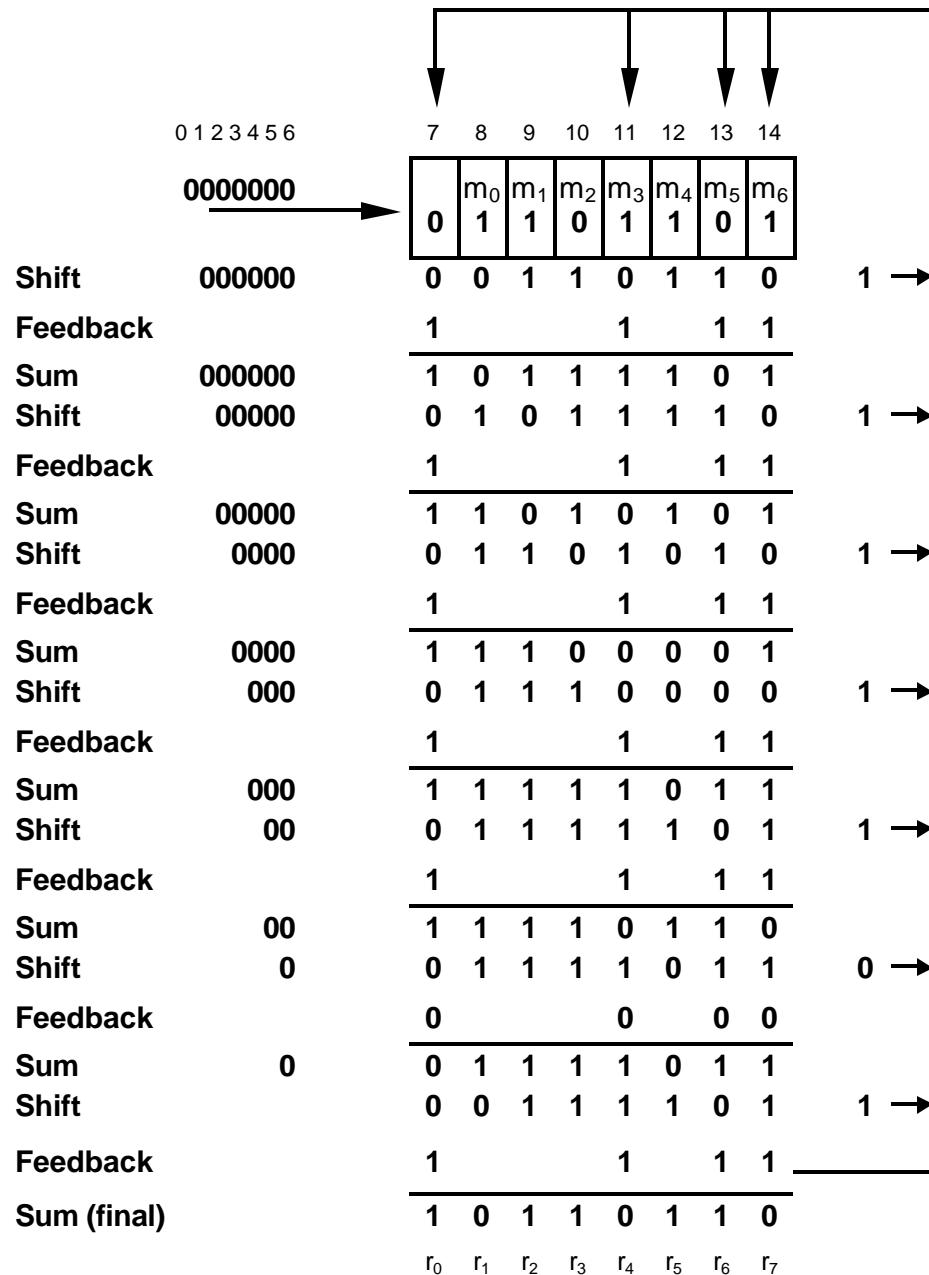 0 1 2 3 4 5 6 7 8 9 10 11 12 13 14
0000000 m0 m1 m2 m3 m4 m5 m6
0 1 1 0 1 1 0 1
Shift 000000 0 0 1 1 0 1 1 0 1
Feedback 1 1 1 1
Sum 000000 1 0 1 1 1 1 0 1
Shift 00000 0 1 0 1 1 1 1 0 1
Feedback 1 1 1 1
Sum 00000 1 1 0 1 0 1 0 1
Shift 0000 0 1 1 0 1 0 1 0 1
Feedback 1 1 1 1
Sum 0000 1 1 1 0 0 0 0 1
Shift 000 0 1 1 1 0 0 0 0 1
Feedback 1 1 1 1
Sum 000 1 1 1 1 1 0 1 1
Shift 00 0 1 1 1 1 1 0 1 1
Feedback 1 1 1 1
Sum 00 1 1 1 1 0 1 1 0
Shift 0 0 1 1 1 1 0 1 1 0
Feedback 0 0 0 0
Sum 0 0 1 1 1 1 0 1 1
Shift 0 0 1 1 1 1 0 1 1
Feedback 1 1 1 1
Sum (final) 1 0 1 1 0 1 1 0
r0 r1 r2 r3 r4 r5 r6 r7